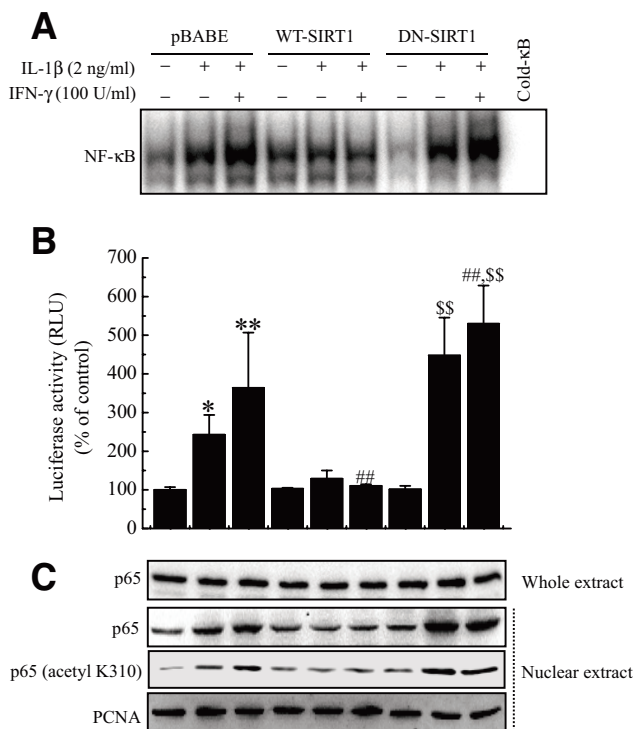 A
pBABE WT-SIRT1 DN-SIRT1
IL-1β (2 ng/ml) – + + – + + – + +
IFN-γ (100 U/ml) – – + – – + – – +
Cold-κB
NF-κB
B
700
600
500
400
300
200
100
0
Luciferase activity (RLU)
(% of control)
*
**
##
$$
##,$$
C
p65 Whole extract
p65
p65 (acetyl K310) Nuclear extract
PCNA